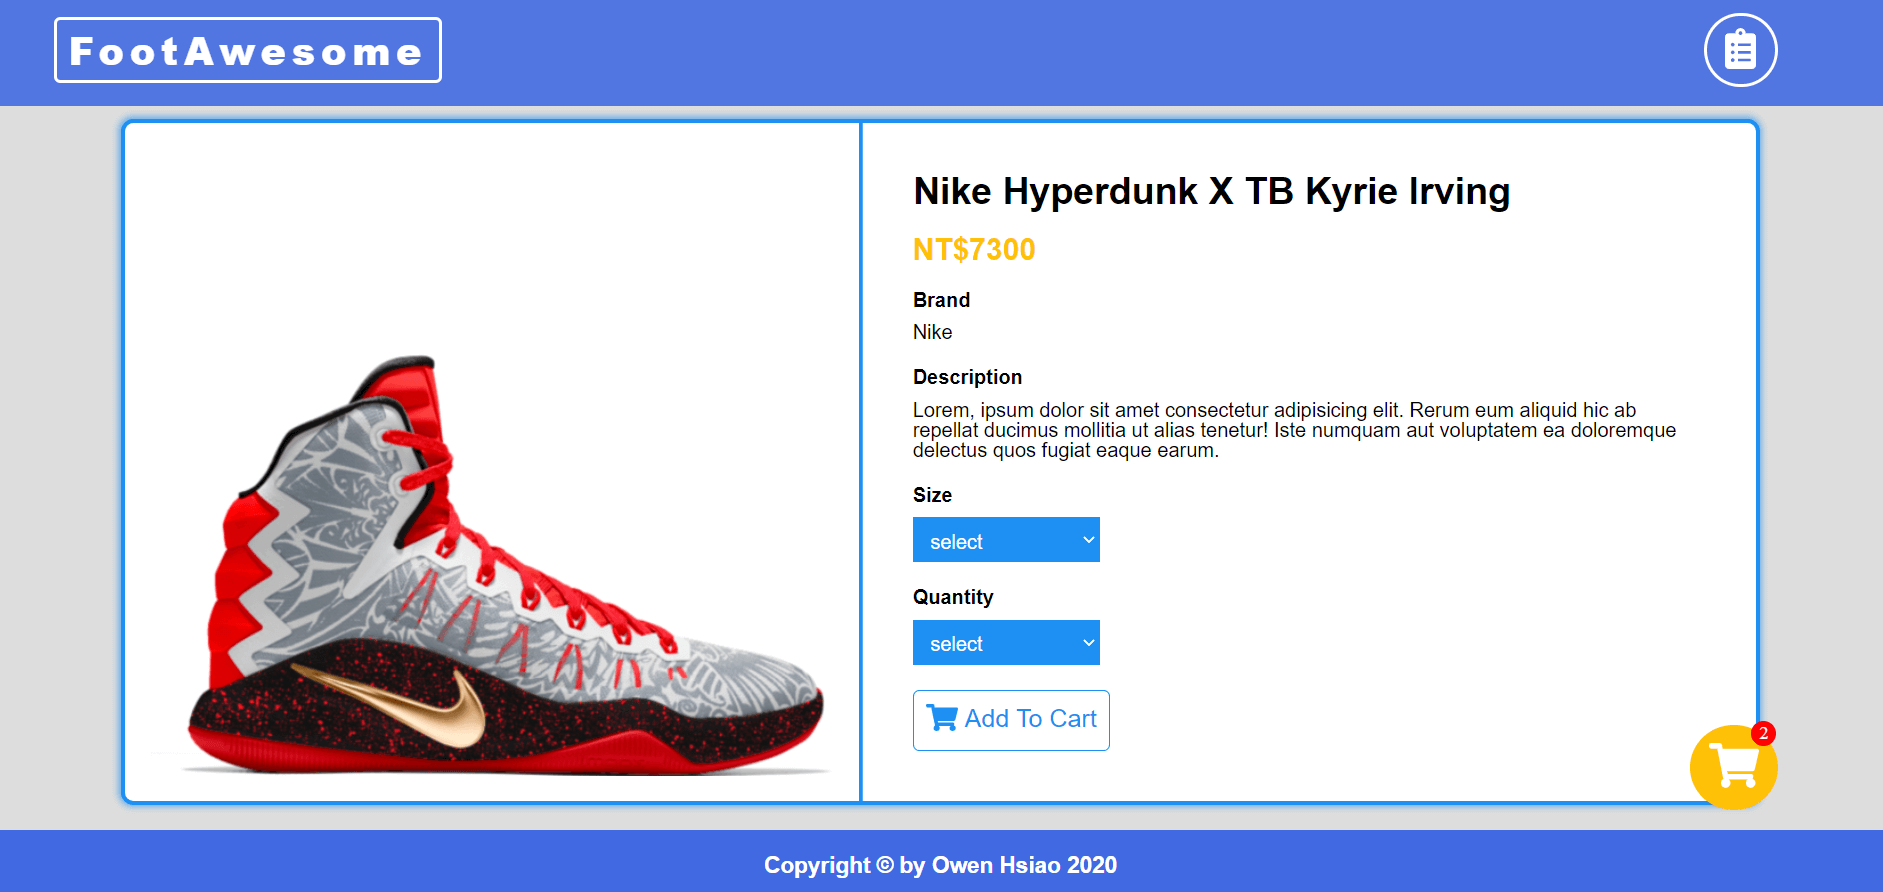 FootAwesome
Nike Hyperdunk X TB Kyrie Irving
NT$7300
Brand
Nike
Description
Lorem, ipsum dolor sit amet consectetur adipisicing elit. Rerum eum aliquid hic ab
repellat ducimus mollitia ut alias tenetur! Iste numquam aut voluptatem ea doloremque
delectus quos fugiat eaque earum.
Size
select
Quantity
select
Add To Cart
2
Copyright © by Owen Hsiao 2020